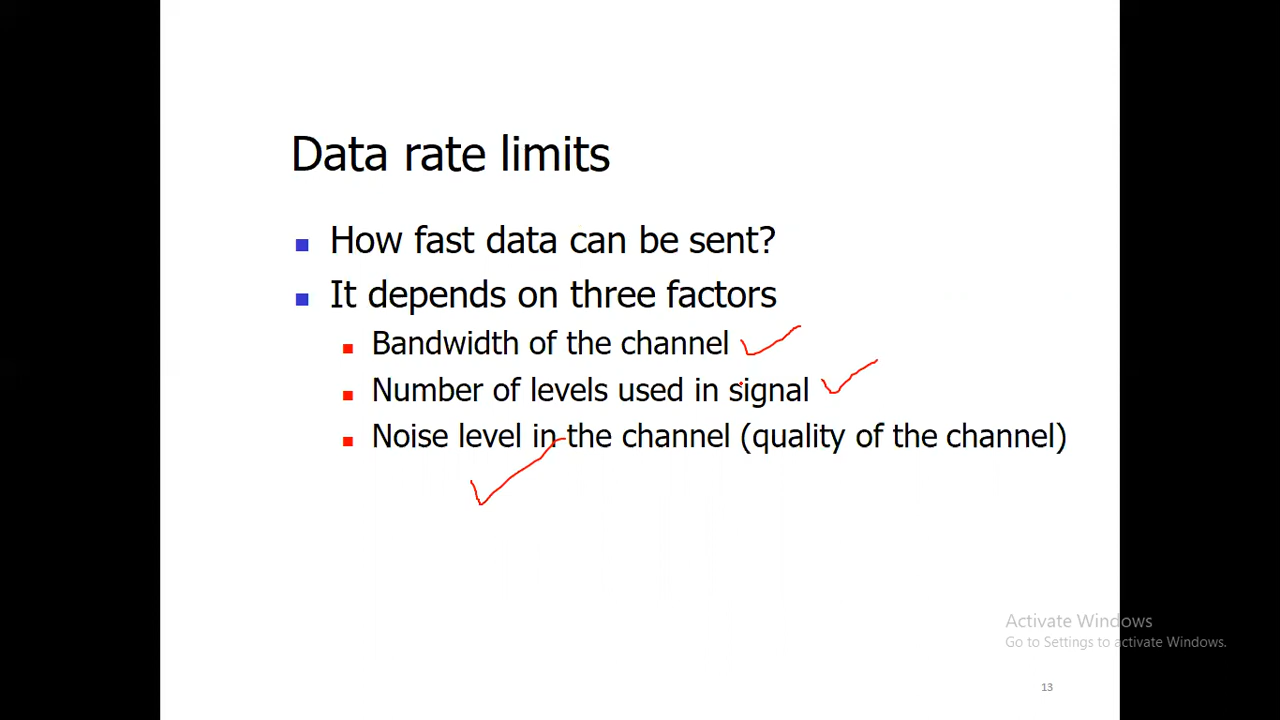 Data rate limits
How fast data can be sent?
It depends on three factors
Bandwidth of the channel
Number of levels used in signal
Noise level in the channel (quality of the channel)
Activate Windows
Go to Settings to activate Windows.
13